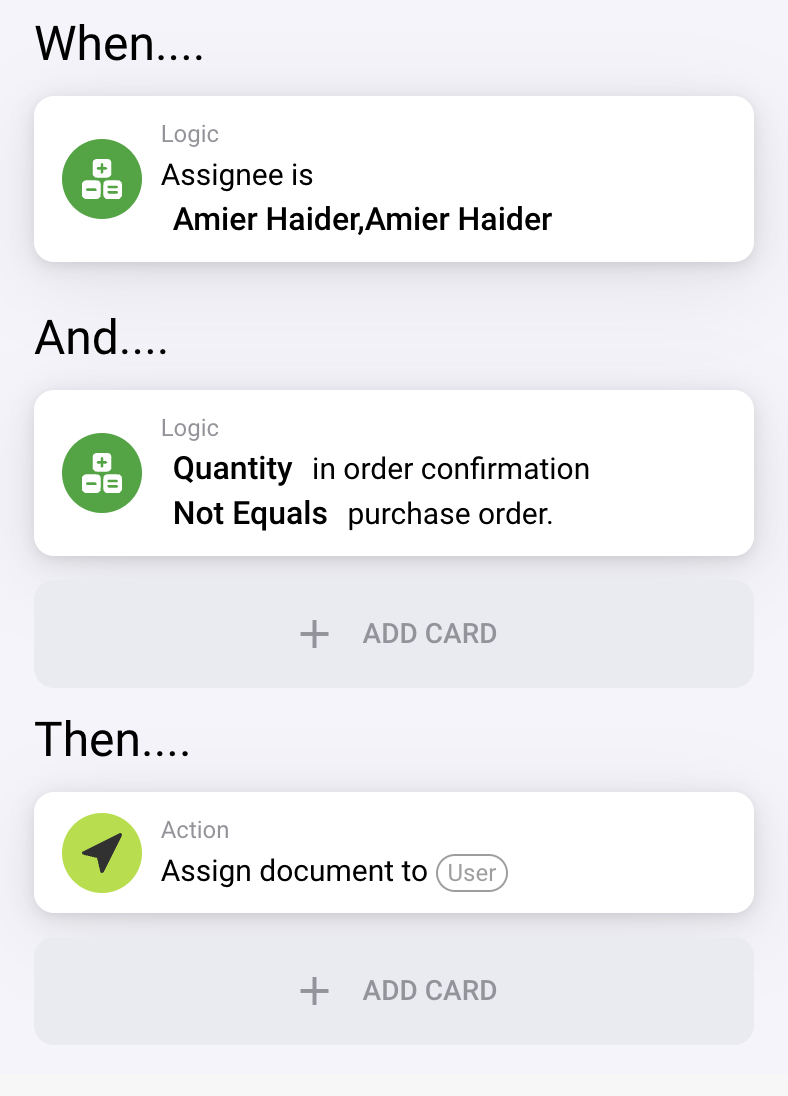 When....
Logic
Assignee is
Amier Haider,Amier Haider
And....
Logic
Quantity in order confirmation
Not Equals purchase order.
+ ADD CARD
Then....
Action
Assign document to User
+ ADD CARD